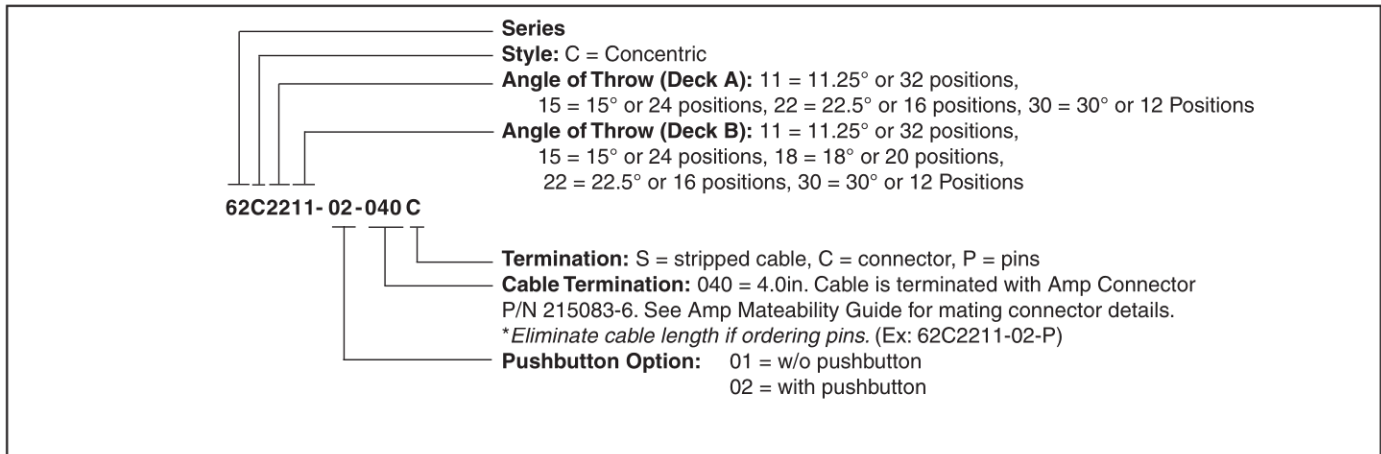 Series
Style: C = Concentric
Angle of Throw (Deck A): 11 = 11.25° or 32 positions,
15 = 15° or 24 positions, 22 = 22.5° or 16 positions, 30 = 30° or 12 Positions
Angle of Throw (Deck B): 11 = 11.25° or 32 positions,
15 = 15° or 24 positions, 18 = 18° or 20 positions,
22 = 22.5° or 16 positions, 30 = 30° or 12 Positions
62C2211-02-040 C
Termination: S = stripped cable, C = connector, P = pins
Cable Termination: 040 = 4.0in. Cable is terminated with Amp Connector
P/N 215083-6. See Amp Mateability Guide for mating connector details.
*Eliminate cable length if ordering pins. (Ex: 62C2211-02-P)
Pushbutton Option: 01 = w/o pushbutton
02 = with pushbutton